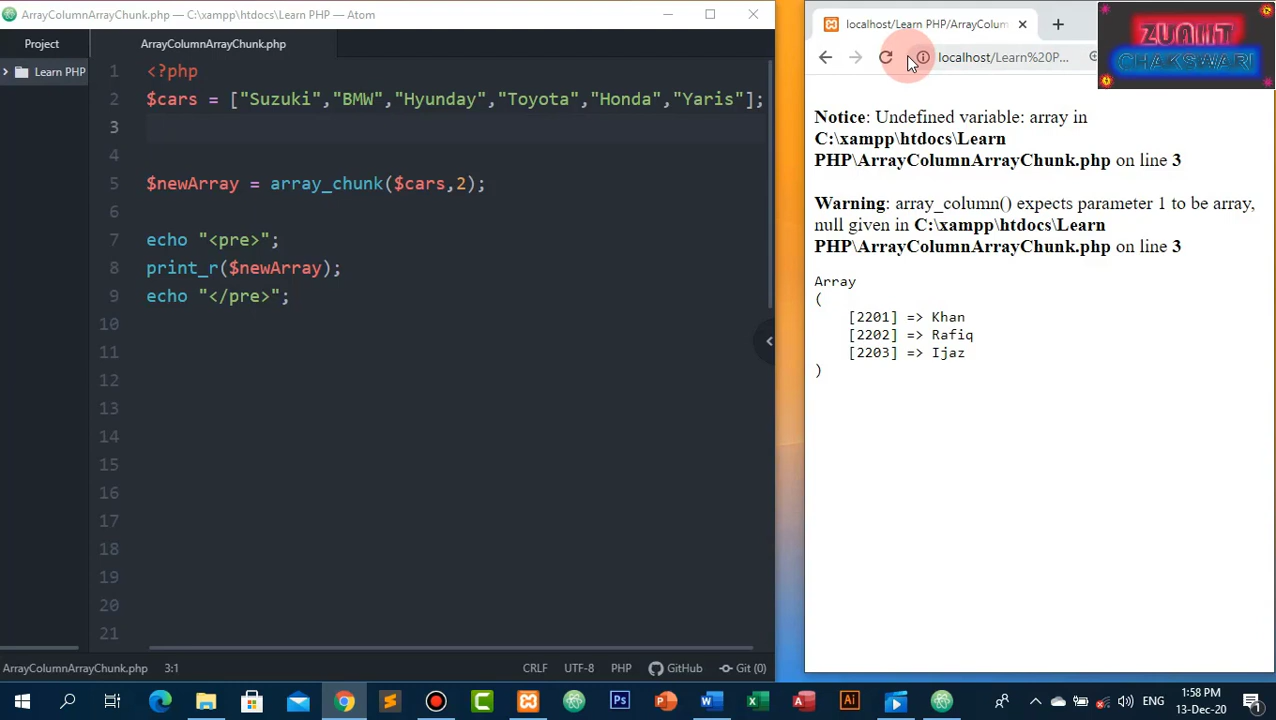 ArrayColumnArrayChunk.php — C:\xampp\htdocs\Learn PHP — Atom
Project
ArrayColumnArrayChunk.php
Learn PHP
1 <?php
2 $cars = ["Suzuki","BMW","Hyunday","Toyota","Honda","Yaris"];
3
4
5 $newArray = array_chunk($cars,2);
6
7 echo "<pre>";
8 print_r($newArray);
9 echo "</pre>";
10
11
12
13
14
15
16
17
18
19
20
21
ArrayColumnArrayChunk.php 3:1 CRLF UTF-8 PHP GitHub Git (0)
localhost/Learn PHP/ArrayColum
localhost/Learn%20P...
ZUAIIT
CHAKSWARI
Notice: Undefined variable: array in
C:\xampp\htdocs\Learn
PHP\ArrayColumnArrayChunk.php on line 3
Warning: array_column() expects parameter 1 to be array,
null given in C:\xampp\htdocs\Learn
PHP\ArrayColumnArrayChunk.php on line 3
Array
(
[2201] => Khan
[2202] => Rafiq
[2203] => Ijaz
)
ENG
1:58 PM
13-Dec-20